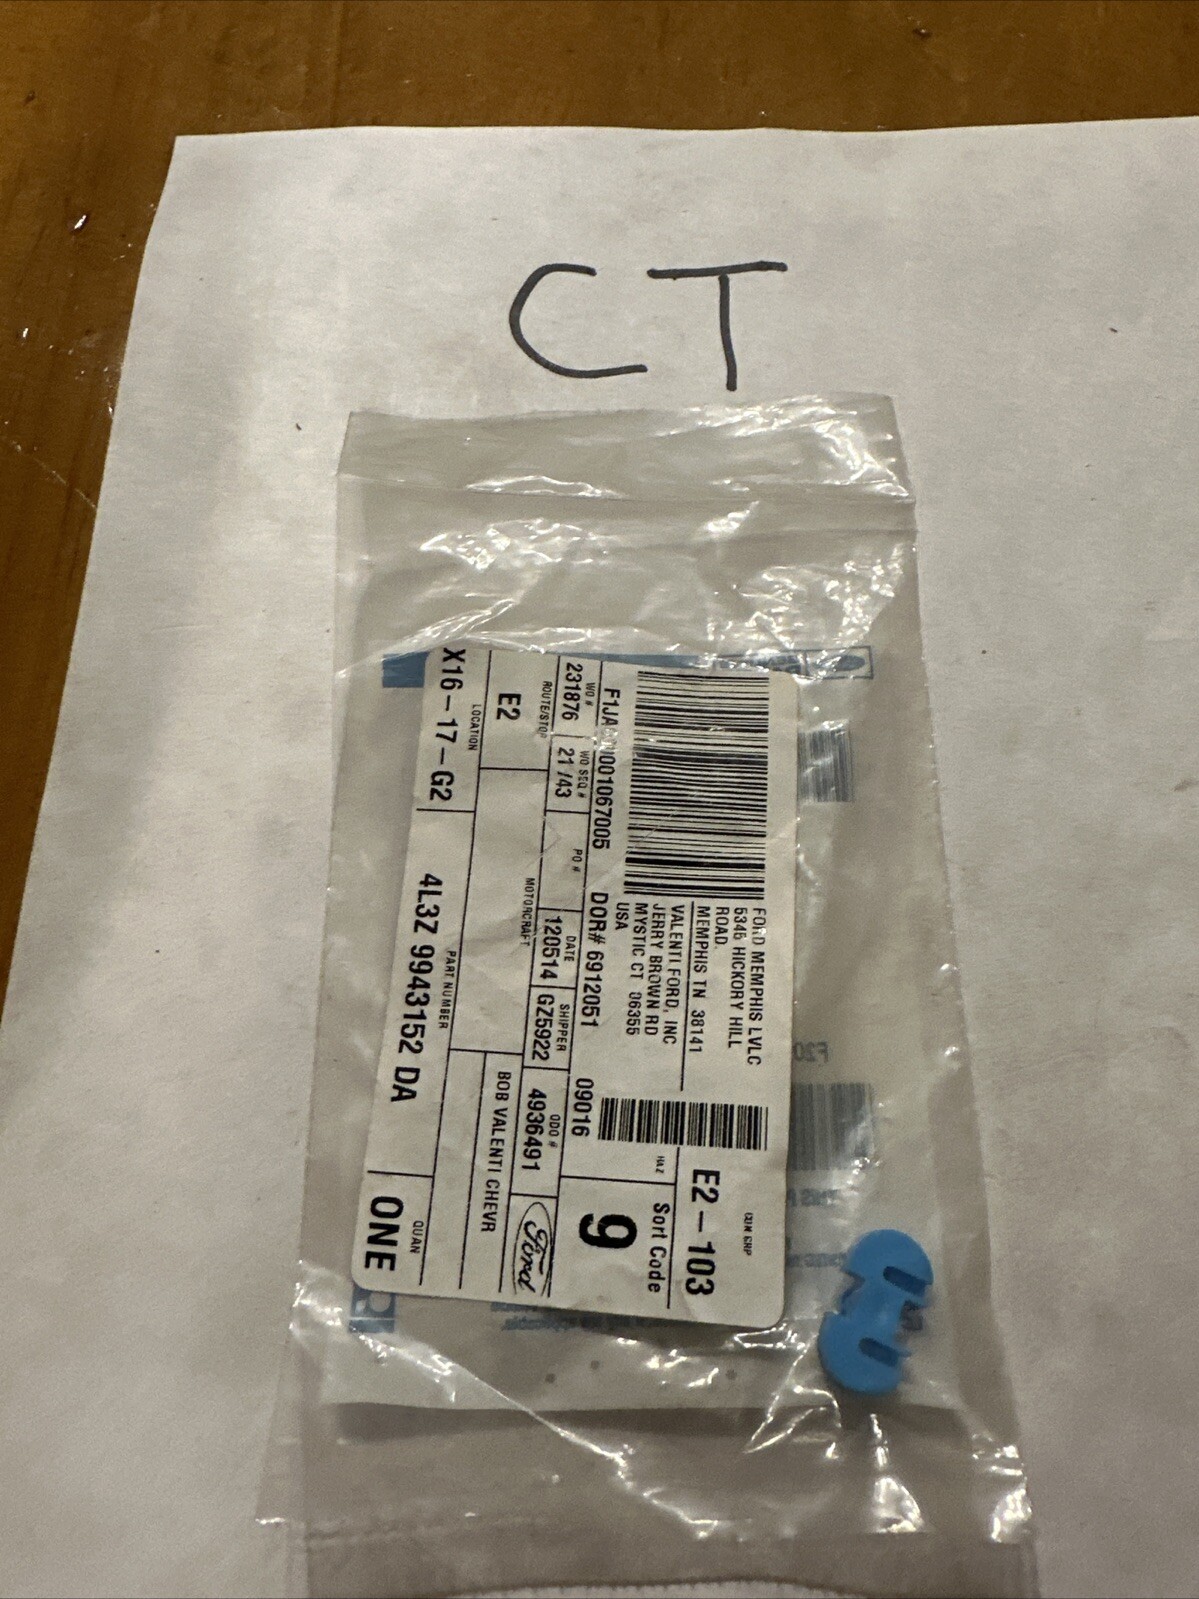 CT
FORD MEMPHIS LVLC
5345 HICKORY HILL
ROAD.
MEMPHIS TN 38141
VALENTI FORD, INC
JERRY BROWN RD
MYSTIC CT 06355
USA
CON GRP
E2-103
HAZ
Sort Code
9
DOR# 6912051
09016
WO #
231876
WO SEQ #
21 /43
PO #
DATE
120514
SHIPPER
GZ5922
ODO #
4936491
Ford
ROUTE/STOP
E2
MOTORCRAFT
BOB VALENTI CHEVR
LOCATION
X16-17-G2
PART NUMBER
4L3Z 9943152 DA
QUAN
ONE